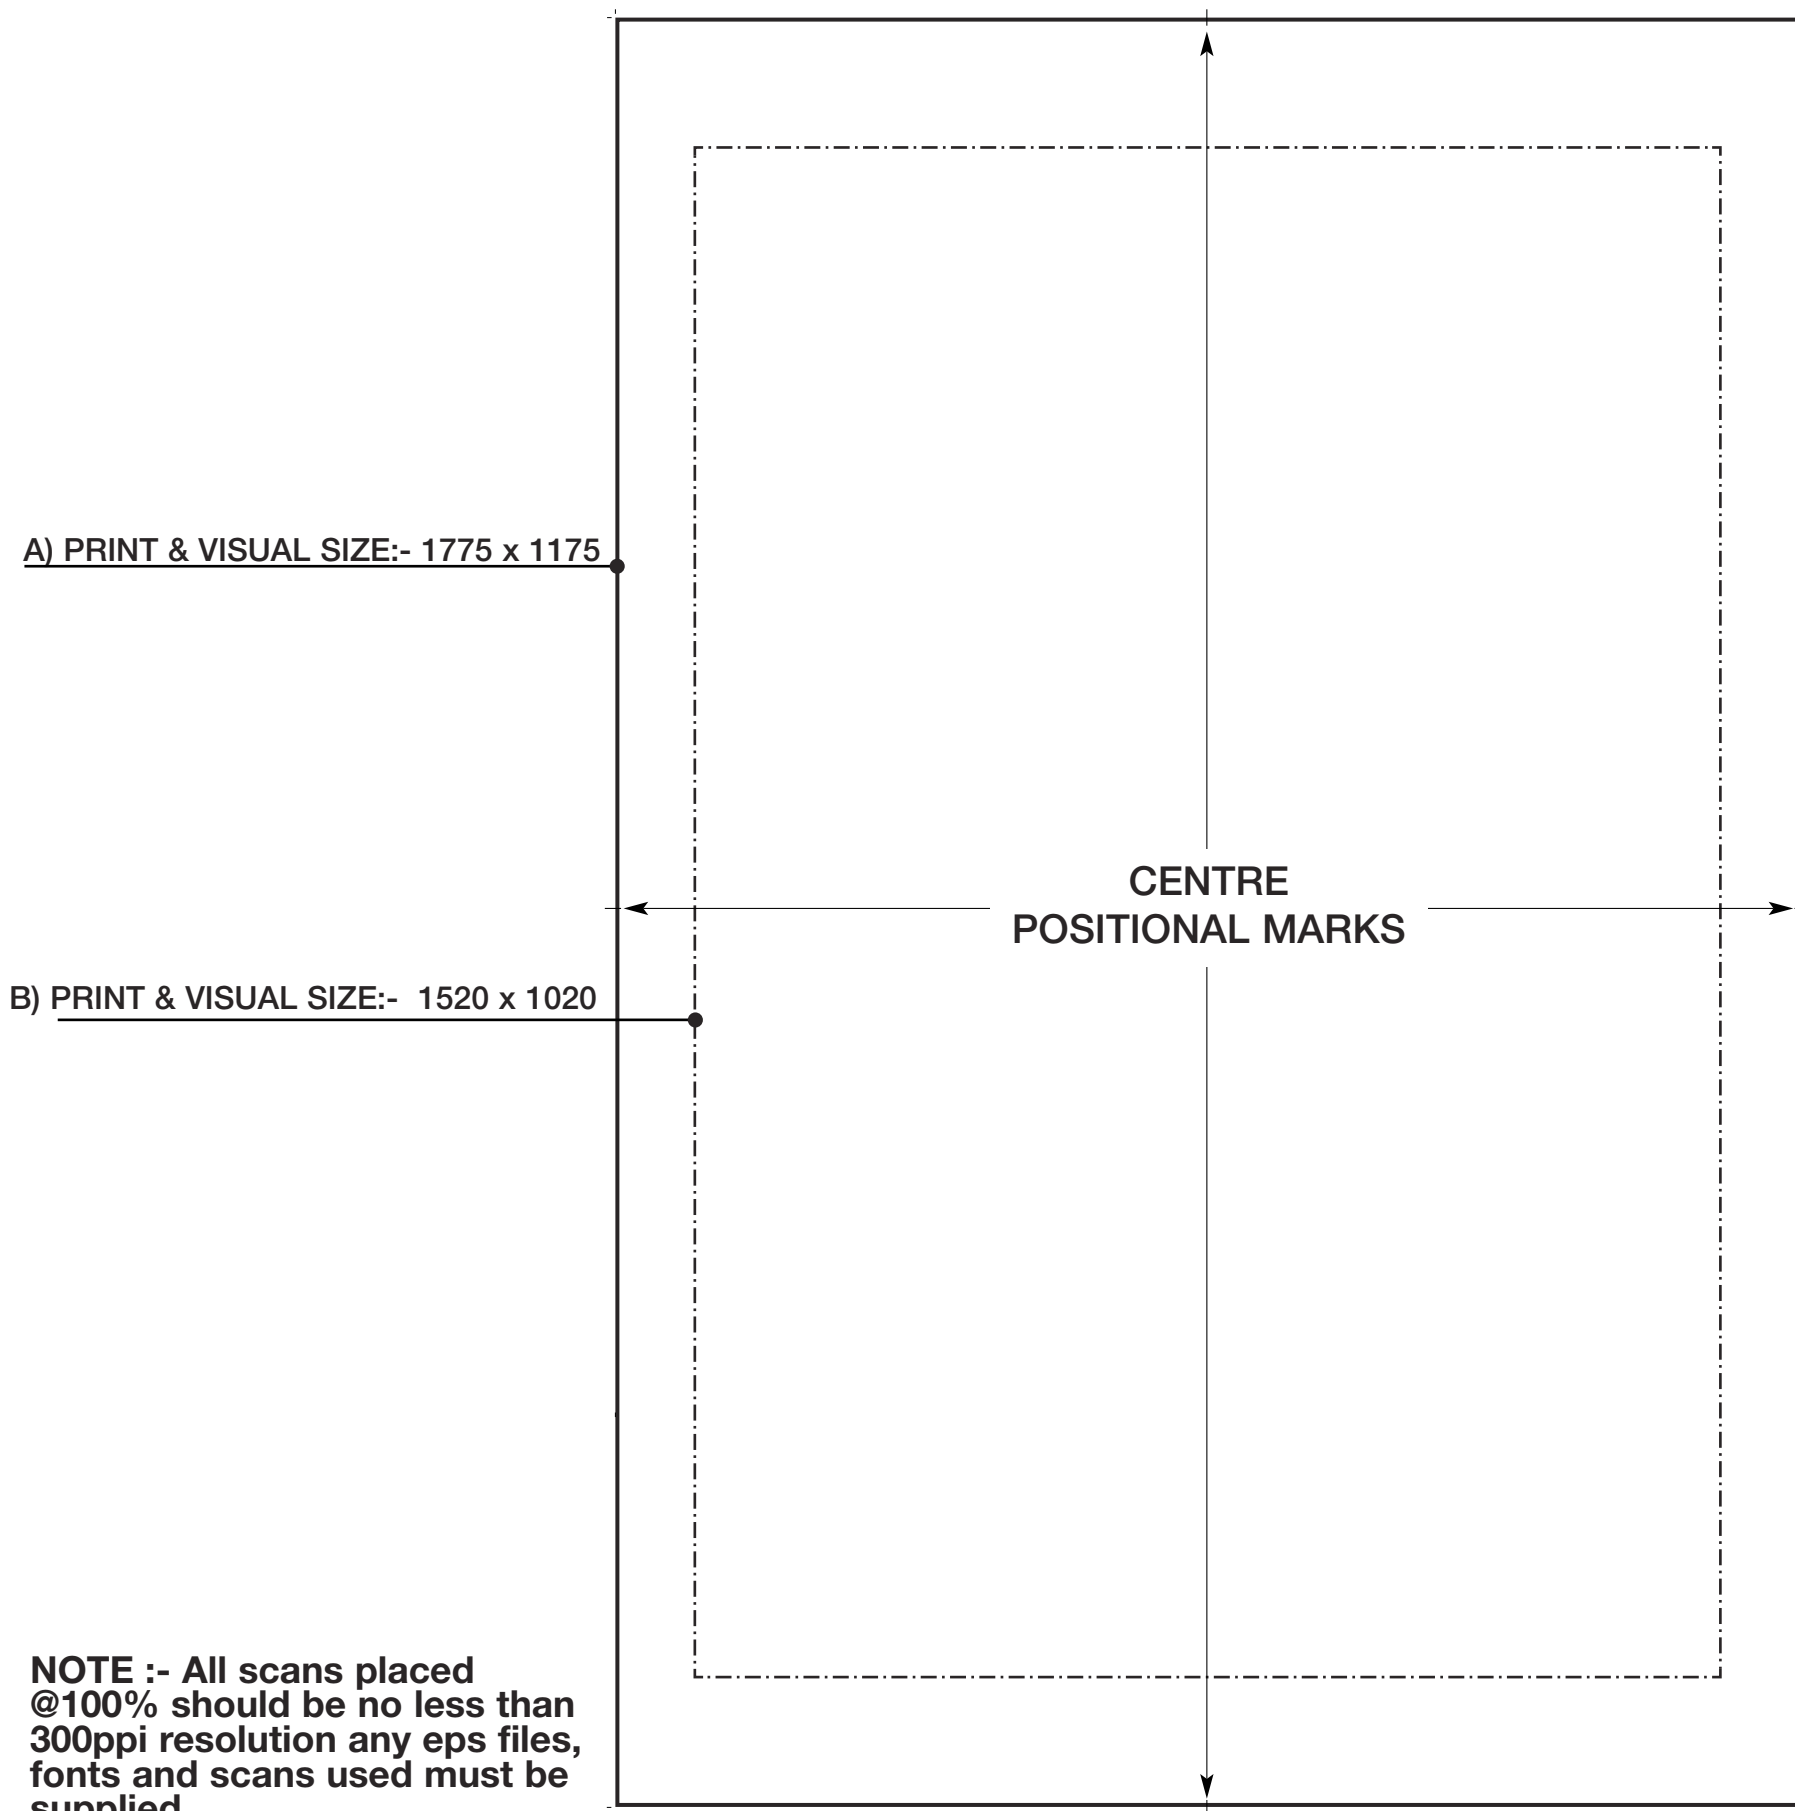 A) PRINT & VISUAL SIZE:- 1775 x 1175
CENTRE
POSITIONAL MARKS
B) PRINT & VISUAL SIZE:-  1520 x 1020
NOTE :- All scans placed
@100% should be no less than
300ppi resolution any eps files,
fonts and scans used must be
supplied